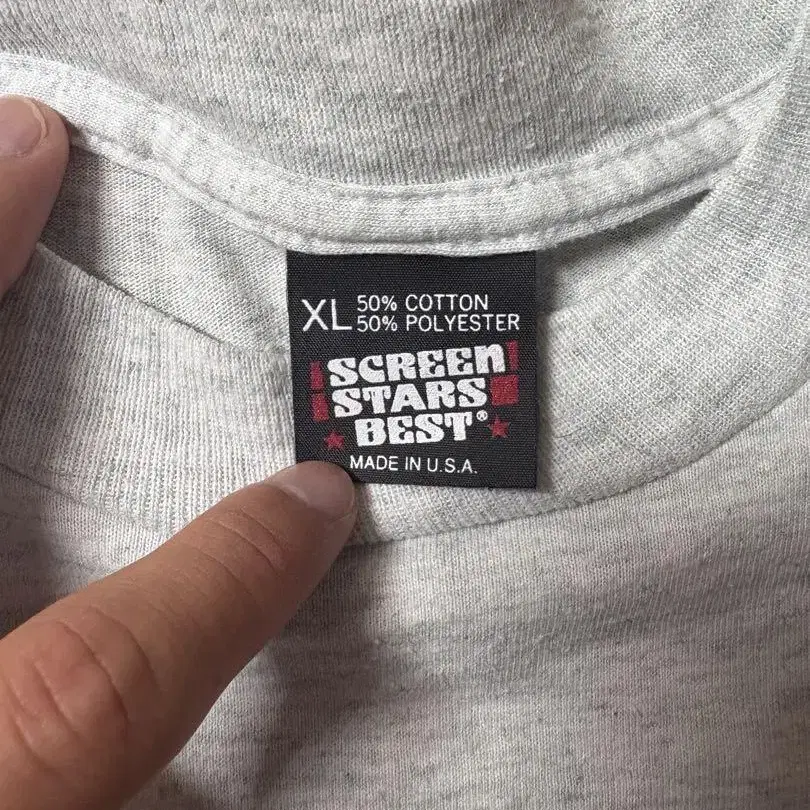 XL 50% COTTON
50% POLYESTER
SCREEN
STARS
BEST®
MADE IN U.S.A.